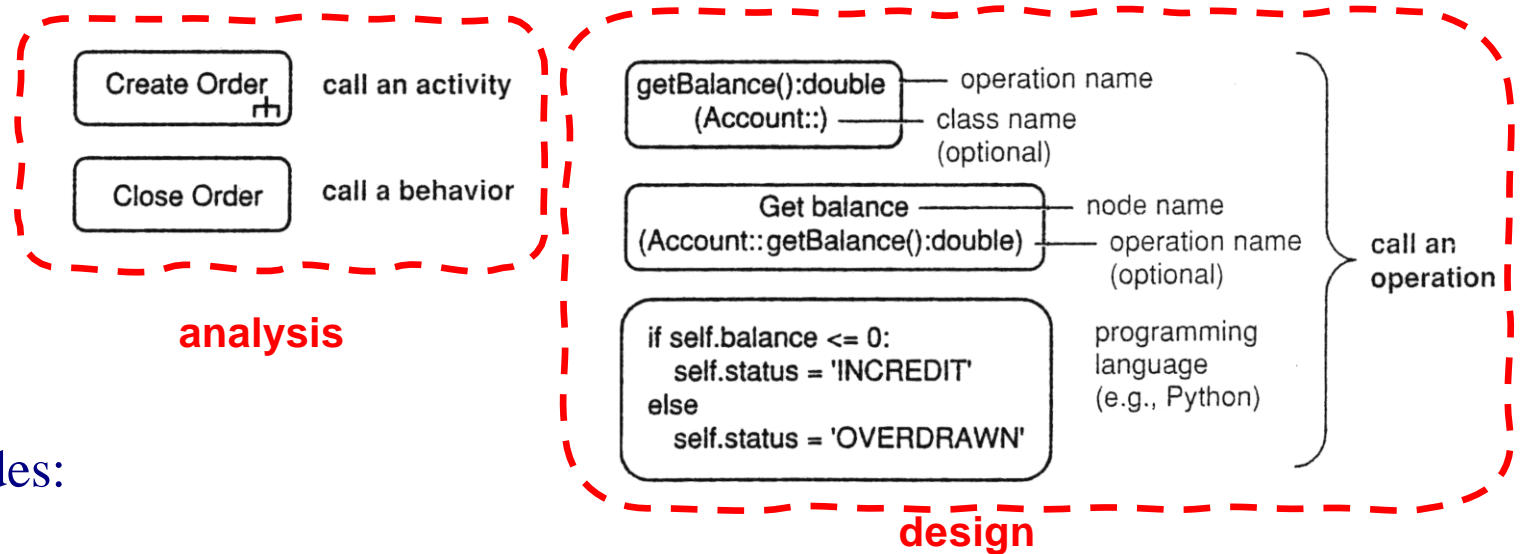 Create Order
call an activity
Close Order
call a behavior
analysis
getBalance():double
(Account::)
operation name
class name
(optional)
Get balance
(Account::getBalance():double)
node name
operation name
(optional)
if self.balance <= 0:
self.status = 'INCREDIT'
else
self.status = 'OVERDRAWN'
programming
language
(e.g., Python)
call an
operation
design
des: